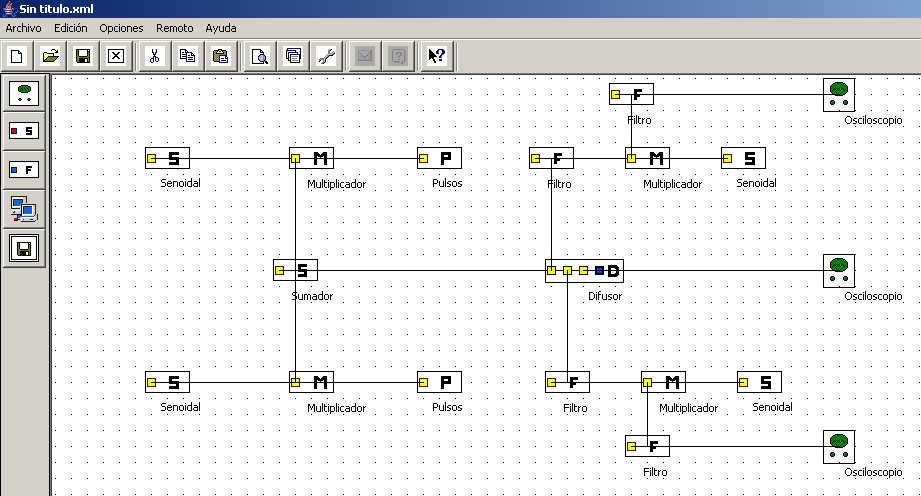 Sin titulo.xml
Archivo Edición Opciones Remoto Ayuda
F
Filtro
Osciloscopio
S
S M P F M S
Senoidal Multiplicador Pulsos Filtro Multiplicador Senoidal
F
S D
Sumador Difusor Osciloscopio
S M P F M S
Senoidal Multiplicador Pulsos Filtro Multiplicador Senoidal
F
Filtro Osciloscopio